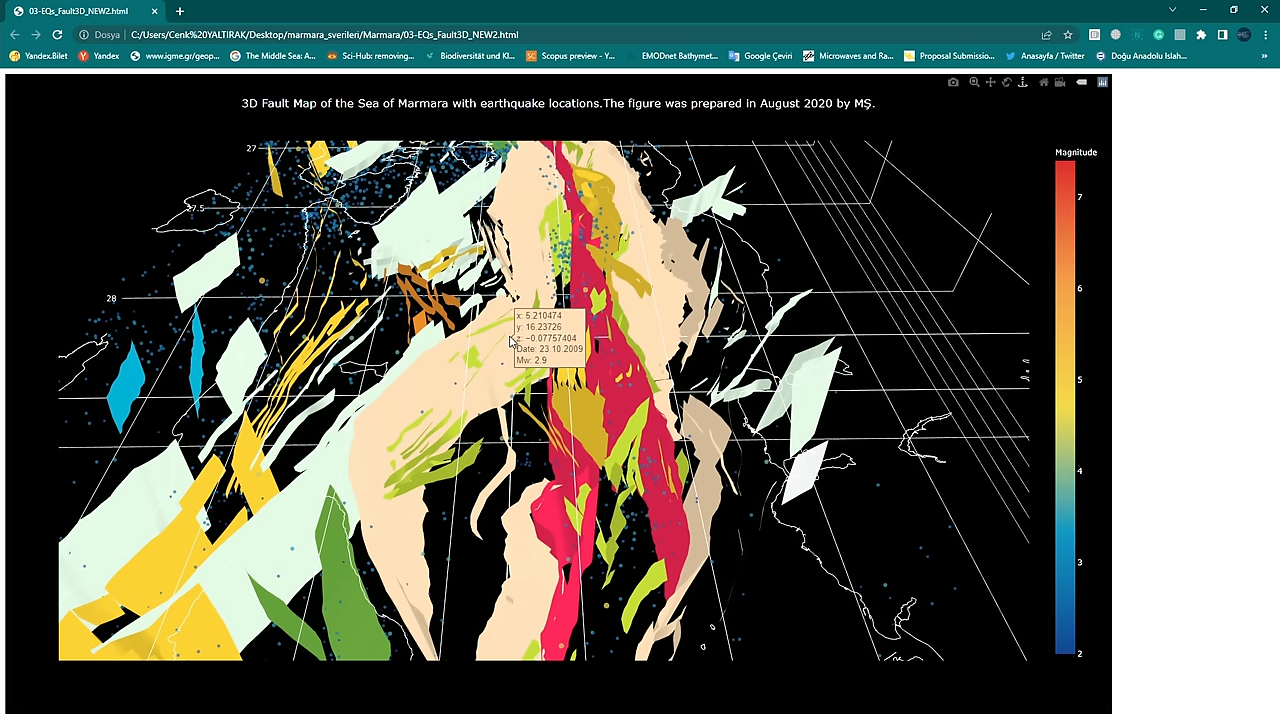 03-EQs_Fault3D_NEW2.html
Dosya | C:/Users/Cenk%20YALTIRAK/Desktop/marmara_sverileri/Marmara/03-EQs_Fault3D_NEW2.html
Yandex.Bilet
Yandex
www.igme.gr/geop...
The Middle Sea: A...
Sci-Hub: removing...
Biodiversität und Kl...
Scopus preview - Y...
EMODnet Bathymet...
Google Çeviri
Microwaves and Ra...
Proposal Submissio...
Anasayfa / Twitter
Doğu Anadolu Islah...
3D Fault Map of the Sea of Marmara with earthquake locations.The figure was prepared in August 2020 by MŞ.
27
27.5
28
x: 5.210474
y: 16.23726
z: −0.07757404
Date: 23.10.2009
Mw: 2.9
Magnitude
7
6
5
4
3
2